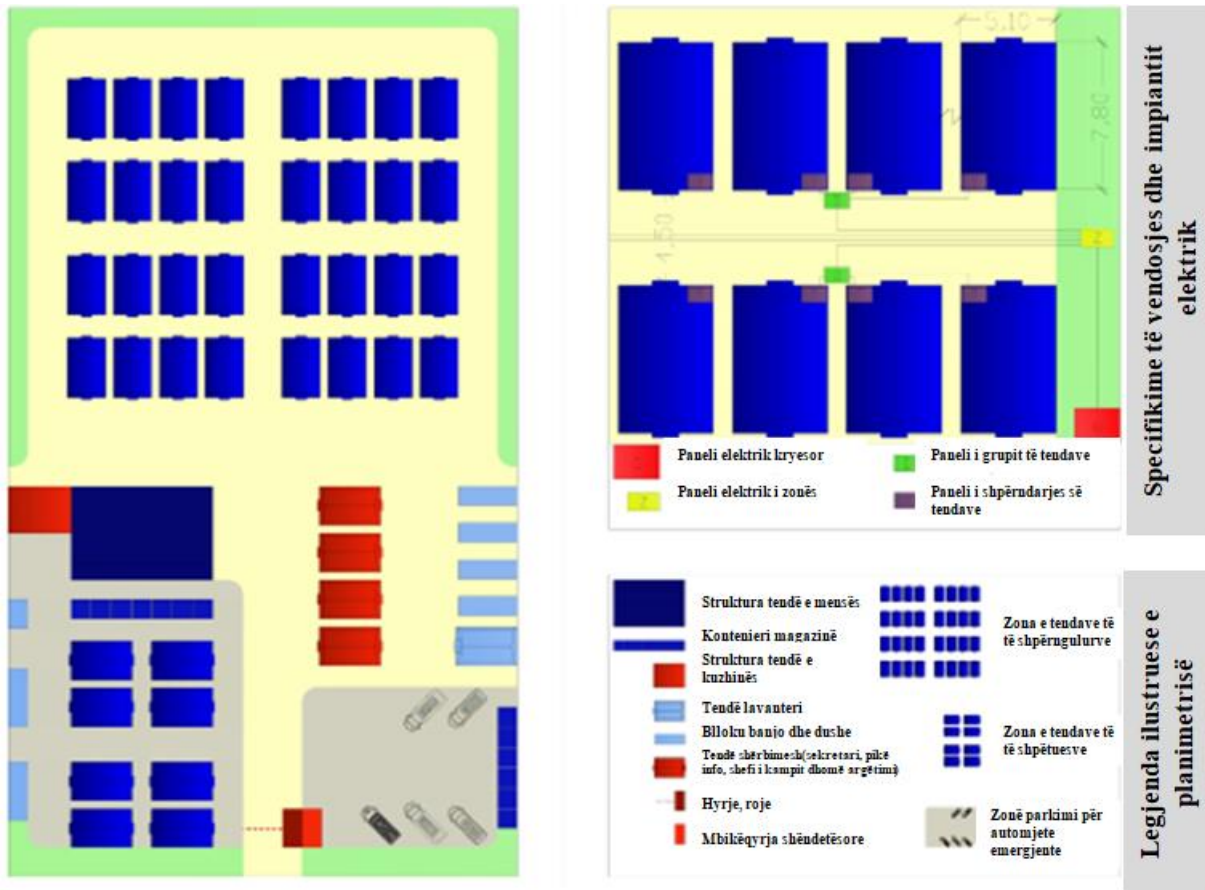 5.10
7.80
1.50
Z
Paneli elektrik kryesor
Paneli i grupit të tendave
Paneli elektrik i zonës
Paneli i shpërndarjes së
tendave
Specifikime të vendosjes dhe impiantit
elektrik
Struktura tendë e mensës
Kontenieri magazinë
Struktura tendë e
kuzhinës
Tendë lavanteri
Blloku banjo dhe dushe
Tendë shërbimesh(sekretari, pikë
info, shefi i kampit dhomë argëtimi)
Hyrje, roje
Mbikëqyrja shëndetësore
Zona e tendave të
të shpërngulurve
Zona e tendave të
të shpëtuesve
Zonë parkimi për
automjete
emergjente
Legjenda ilustruese e
planimetrisë